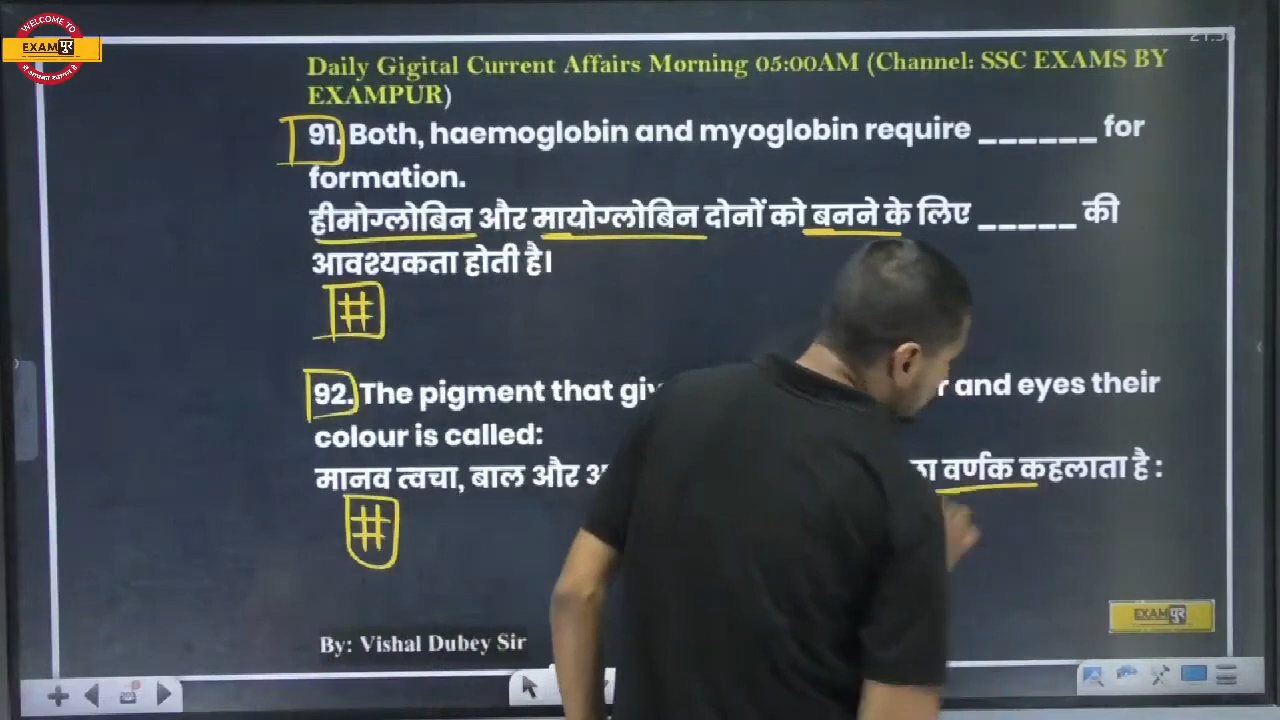 WELCOME TO
EXAMपुर
Daily Gigital Current Affairs Morning 05:00AM (Channel: SSC EXAMS BY
EXAMPUR)
91. Both, haemoglobin and myoglobin require ______ for
formation.
हीमोग्लोबिन और मायोग्लोबिन दोनों को बनने के लिए _____ की
आवश्यकता होती है।
#
92. The pigment that and eyes their
colour is called:
मानव त्वचा, बाल और वर्णक कहलाता है :
#
EXAMपुर
By: Vishal Dubey Sir